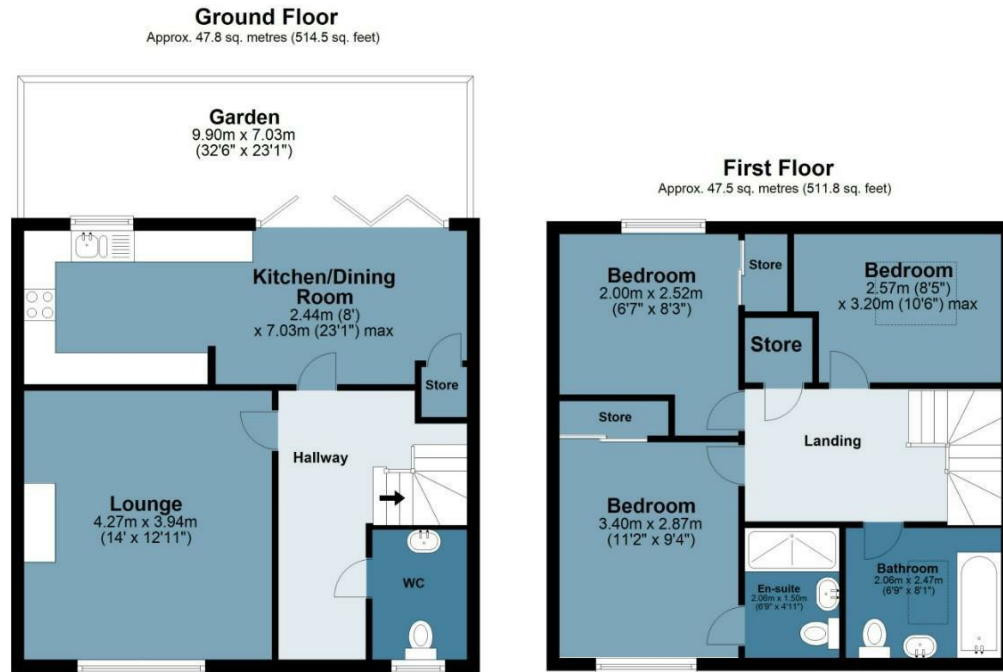 Ground Floor
Approx. 47.8 sq. metres (514.5 sq. feet)
Garden
9.90m x 7.03m
(32'6" x 23'1")
Kitchen/Dining
Room
2.44m (8')
x 7.03m (23'1") max
Store
Hallway
Lounge
4.27m x 3.94m
(14' x 12'11")
WC
First Floor
Approx. 47.5 sq. metres (511.8 sq. feet)
Bedroom
2.00m x 2.52m
(6'7" x 8'3")
Store
Bedroom
2.57m (8'5")
x 3.20m (10'6") max
Store
Store
Landing
Bedroom
3.40m x 2.87m
(11'2" x 9'4")
En-suite
2.06m x 1.50m
(6'9" x 4'11")
Bathroom
2.06m x 2.47m
(6'9" x 8'1")